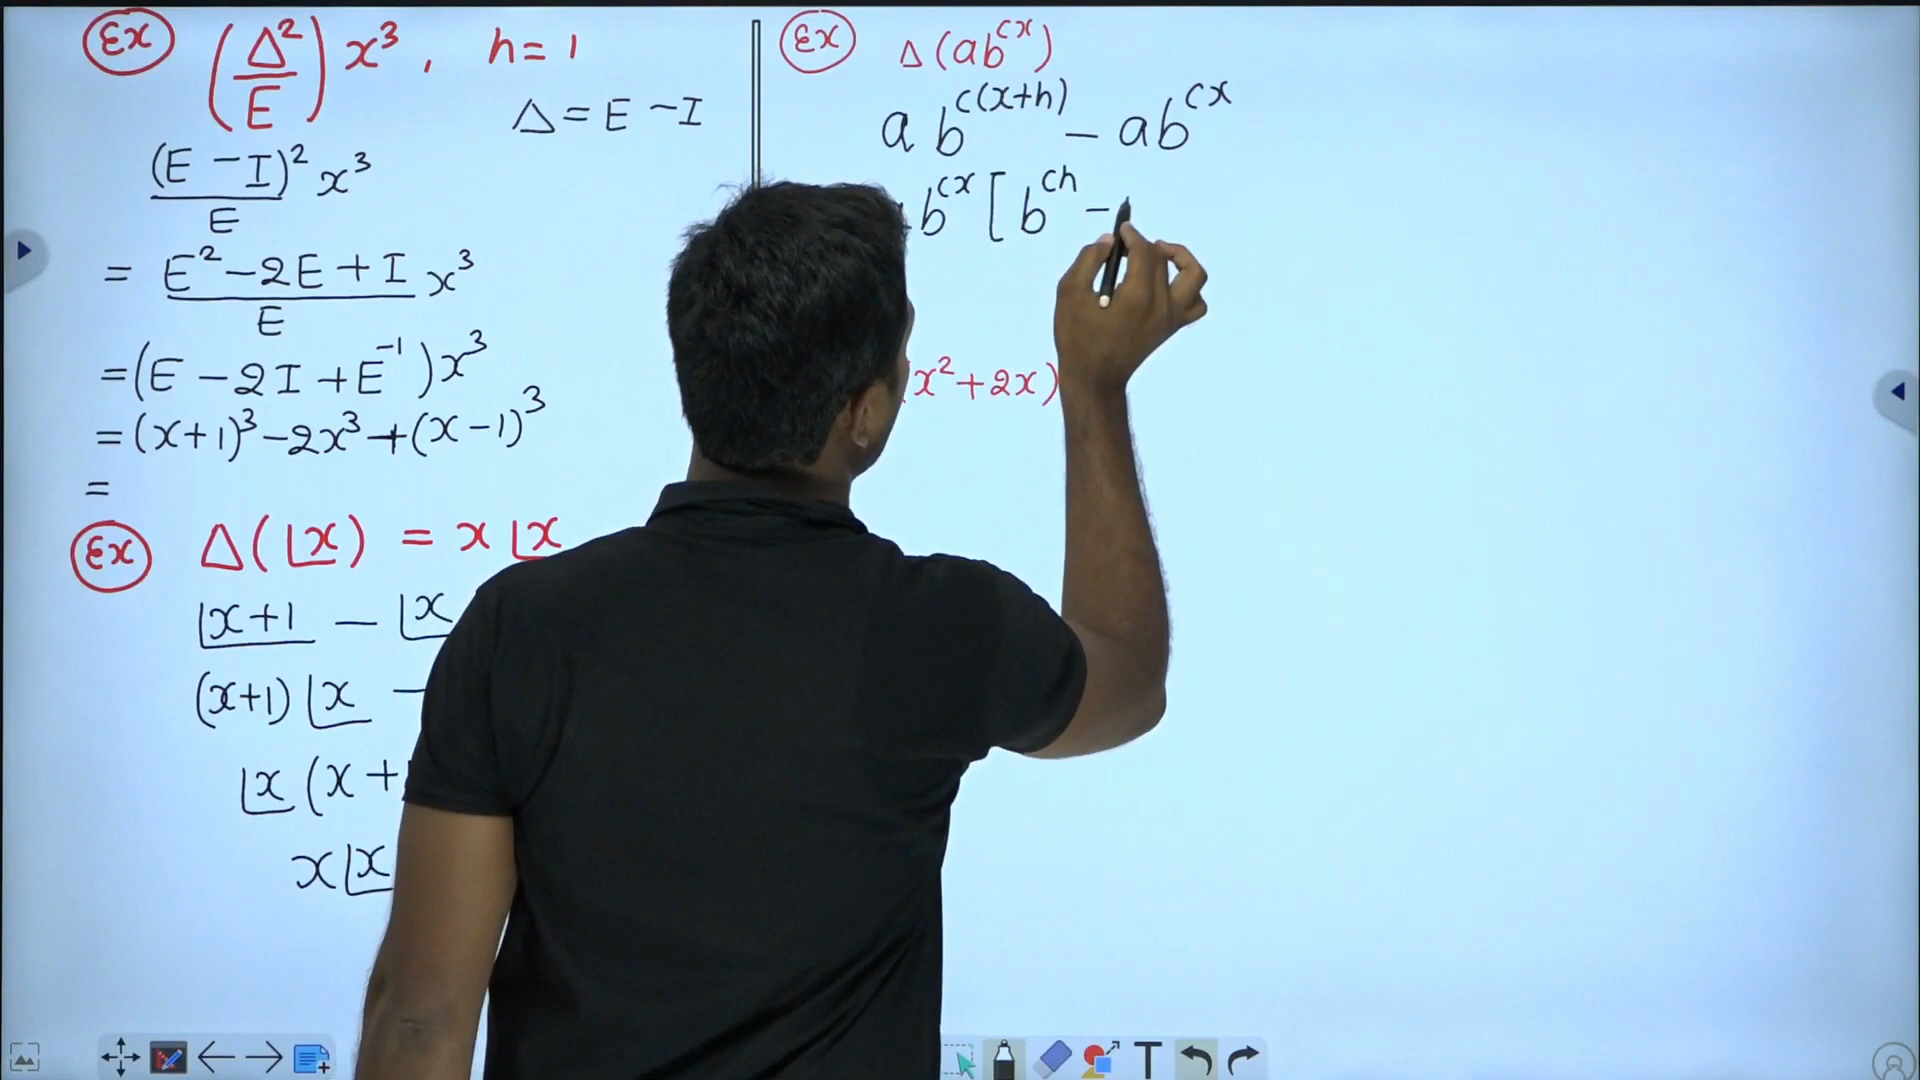 Ex (Δ²/E) x³, h = 1
Δ = E - I
(E - I)²/E x³
= E² - 2E + I/E x³
= (E - 2I + E⁻¹) x³
= (x+1)³ - 2x³ + (x-1)³
=
Ex Δ(⌊x) = x ⌊x
⌊x+1 - ⌊x
(x+1) ⌊x -
⌊x (x +
x ⌊x
Ex Δ(ab^cx)
a b^c(x+h) - ab^cx
b^cx [b^ch -
(x² + 2x)
T